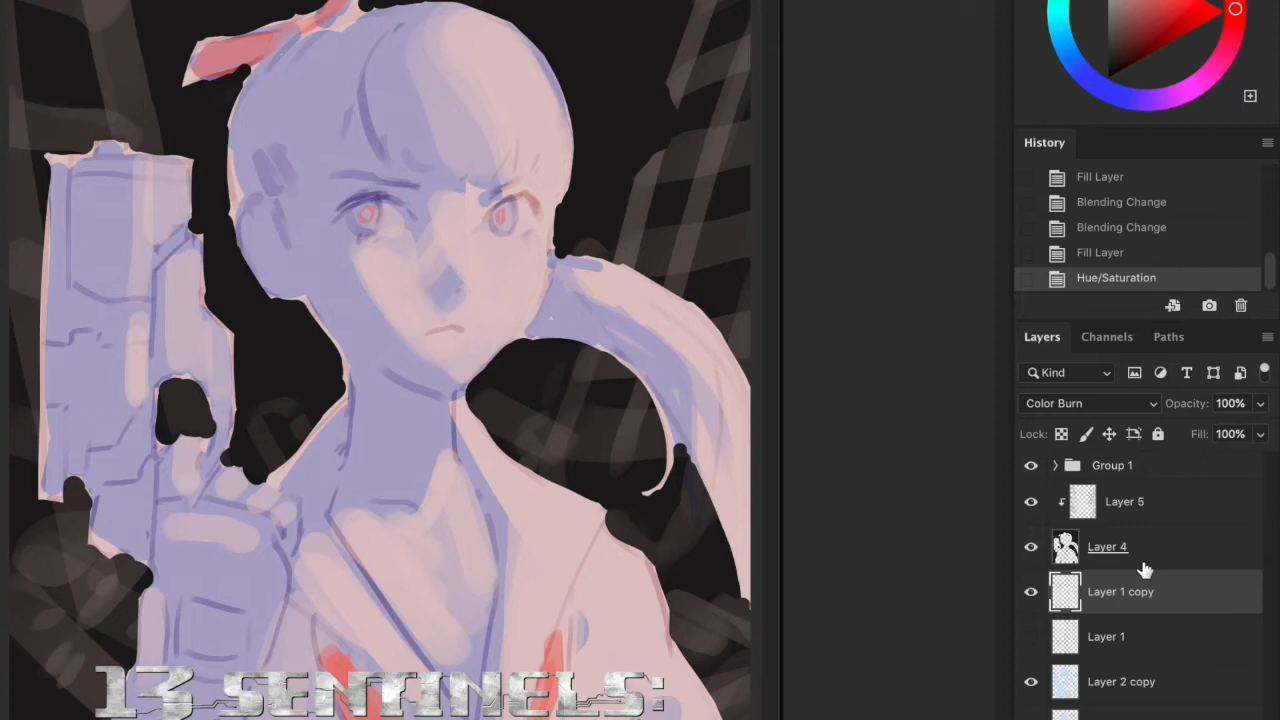 History
Fill Layer
Blending Change
Blending Change
Fill Layer
Hue/Saturation
Layers Channels Paths
Kind
Color Burn Opacity: 100%
Lock: Fill: 100%
Group 1
Layer 5
Layer 4
Layer 1 copy
Layer 1
Layer 2 copy
13 SENTINELS: